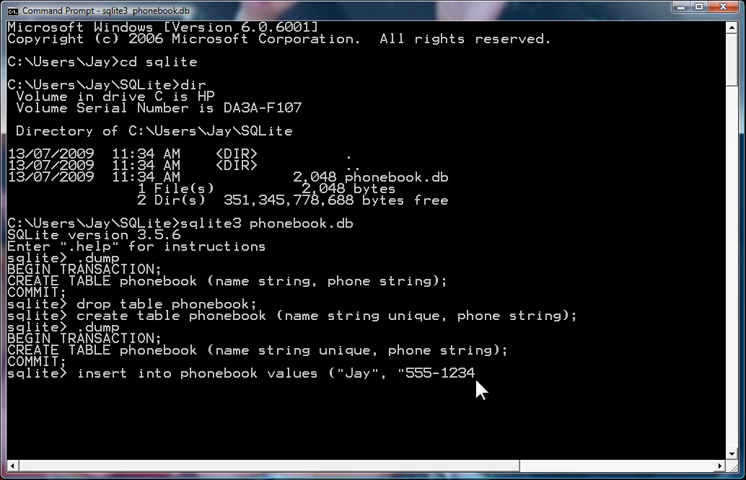 Command Prompt - sqlite3 phonebook.db
Microsoft Windows [Version 6.0.6001]
Copyright (c) 2006 Microsoft Corporation.  All rights reserved.
C:\Users\Jay>cd sqlite
C:\Users\Jay\SQLite>dir
Volume in drive C is HP
Volume Serial Number is DA3A-F107
Directory of C:\Users\Jay\SQLite
13/07/2009  11:34 AM    <DIR>          .
13/07/2009  11:34 AM    <DIR>          ..
13/07/2009  11:34 AM             2,048 phonebook.db
1 File(s)          2,048 bytes
2 Dir(s)  351,345,778,688 bytes free
C:\Users\Jay\SQLite>sqlite3 phonebook.db
SQLite version 3.5.6
Enter ".help" for instructions
sqlite> .dump
BEGIN TRANSACTION;
CREATE TABLE phonebook (name string, phone string);
COMMIT;
sqlite> drop table phonebook;
sqlite> create table phonebook (name string unique, phone string);
sqlite> .dump
BEGIN TRANSACTION;
CREATE TABLE phonebook (name string unique, phone string);
COMMIT;
sqlite> insert into phonebook values ("Jay", "555-1234